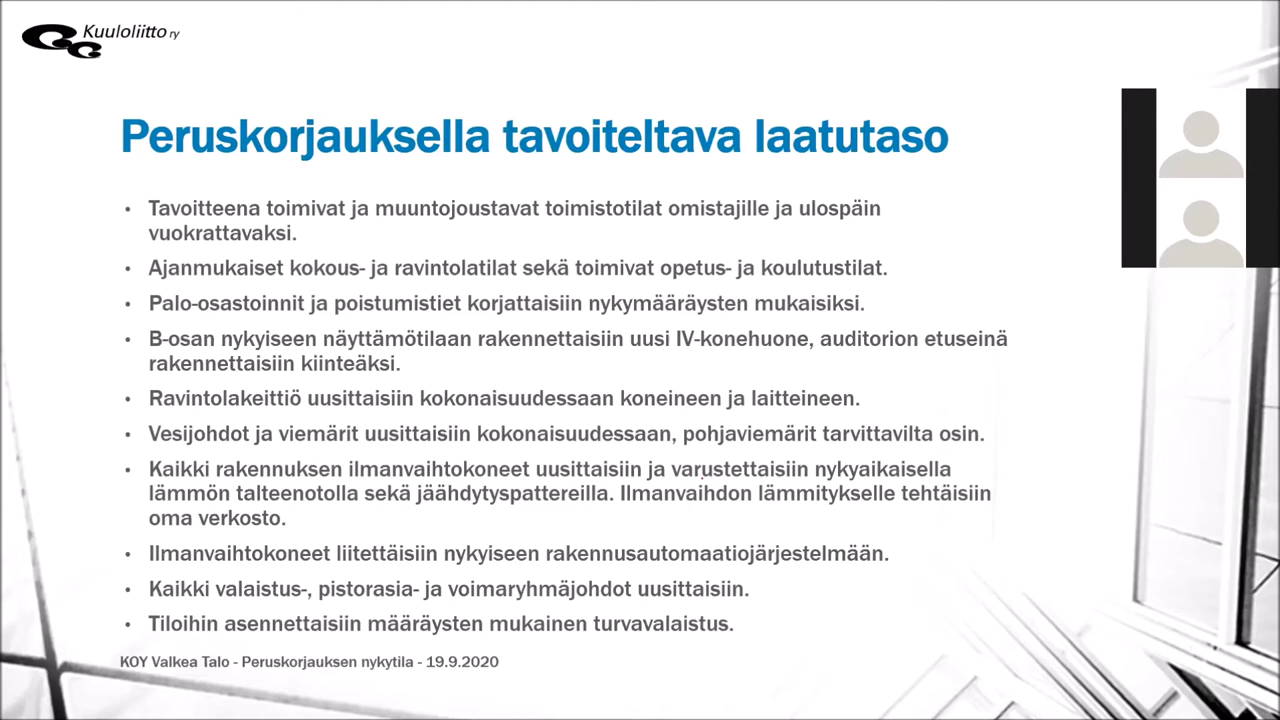 Kuuloliitto ry
Peruskorjauksella tavoiteltava laatutaso
• Tavoitteena toimivat ja muuntojoustavat toimistotilat omistajille ja ulospäin
vuokrattavaksi.
• Ajanmukaiset kokous- ja ravintolatilat sekä toimivat opetus- ja koulutustilat.
• Palo-osastoinnit ja poistumistiet korjattaisiin nykymääräysten mukaisiksi.
• B-osan nykyiseen näyttämötilaan rakennettaisiin uusi IV-konehuone, auditorion etuseinä
rakennettaisiin kiinteäksi.
• Ravintolakeittiö uusittaisiin kokonaisuudessaan koneineen ja laitteineen.
• Vesijohdot ja viemärit uusittaisiin kokonaisuudessaan, pohjaviemärit tarvittavilta osin.
• Kaikki rakennuksen ilmanvaihtokoneet uusittaisiin ja varustettaisiin nykyaikaisella
lämmön talteenotolla sekä jäähdytyspattereilla. Ilmanvaihdon lämmitykselle tehtäisiin
oma verkosto.
• Ilmanvaihtokoneet liitettäisiin nykyiseen rakennusautomaatiojärjestelmään.
• Kaikki valaistus-, pistorasia- ja voimaryhmäjohdot uusittaisiin.
• Tiloihin asennettaisiin määräysten mukainen turvavalaistus.
KOY Valkea Talo - Peruskorjauksen nykytila - 19.9.2020